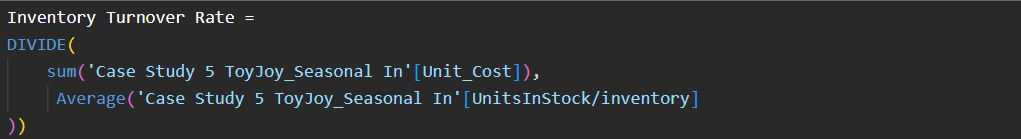 Inventory Turnover Rate =
DIVIDE(
sum('Case Study 5 ToyJoy_Seasonal In'[Unit_Cost]),
Average('Case Study 5 ToyJoy_Seasonal In'[UnitsInStock/inventory]
))